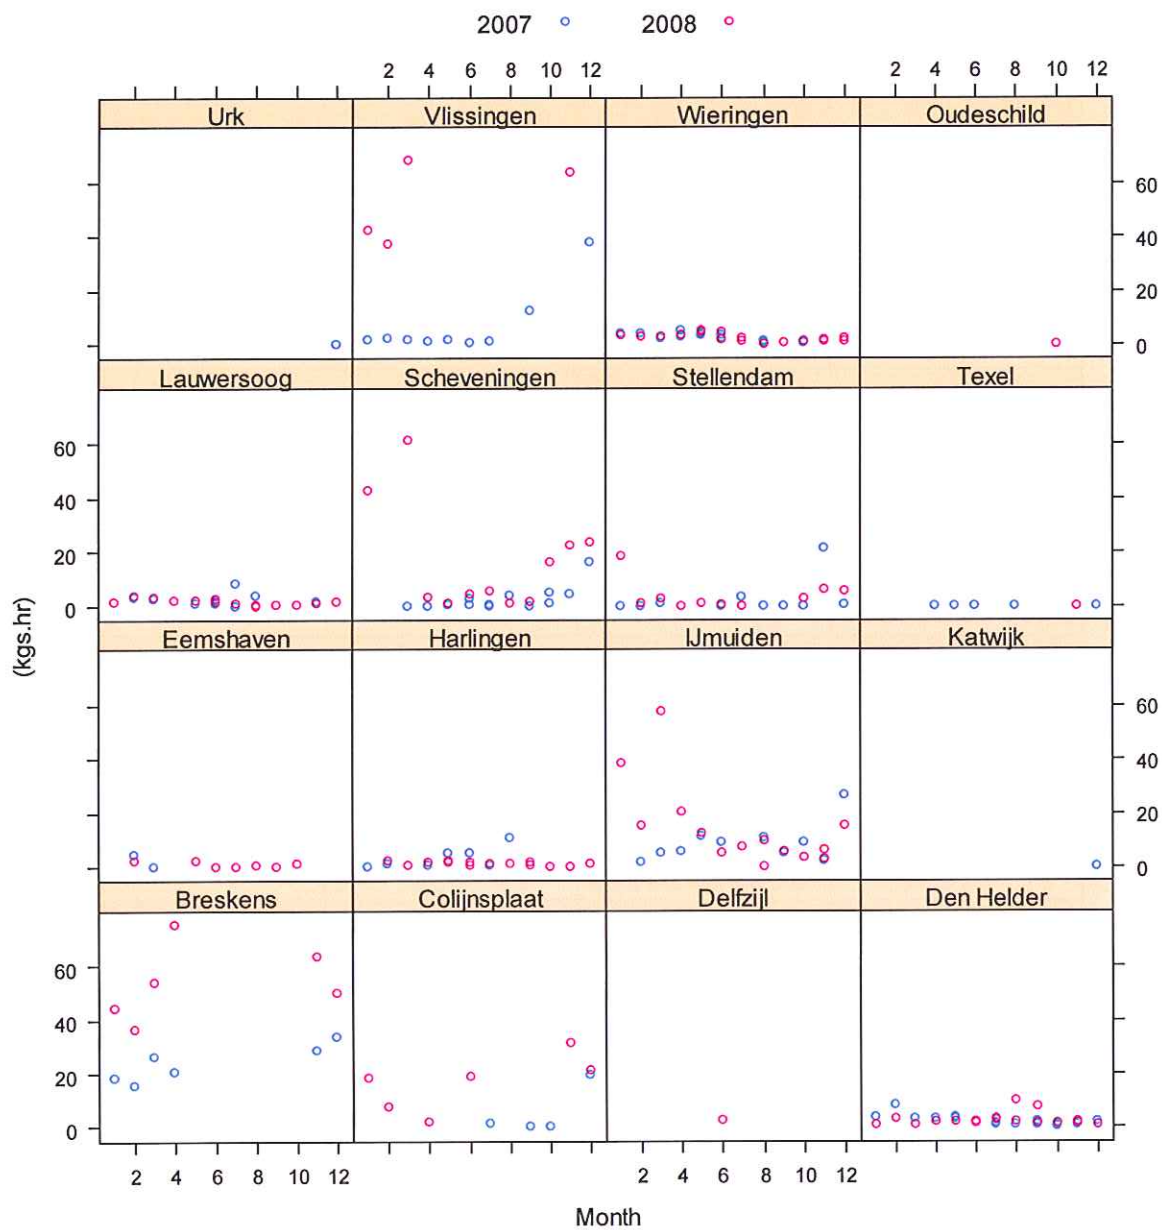 2007 2008
2 4 6 8 10 12 2 4 6 8 10 12
Urk Vlissingen Wieringen Oudeschild
60
40
20
0
Lauwersoog Scheveningen Stellendam Texel
60
40
20
0
(kgs.hr)
Eemshaven Harlingen IJmuiden Katwijk
60
40
20
0
Breskens Colijnsplaat Delfzijl Den Helder
60
40
20
0
2 4 6 8 10 12 2 4 6 8 10 12
Month